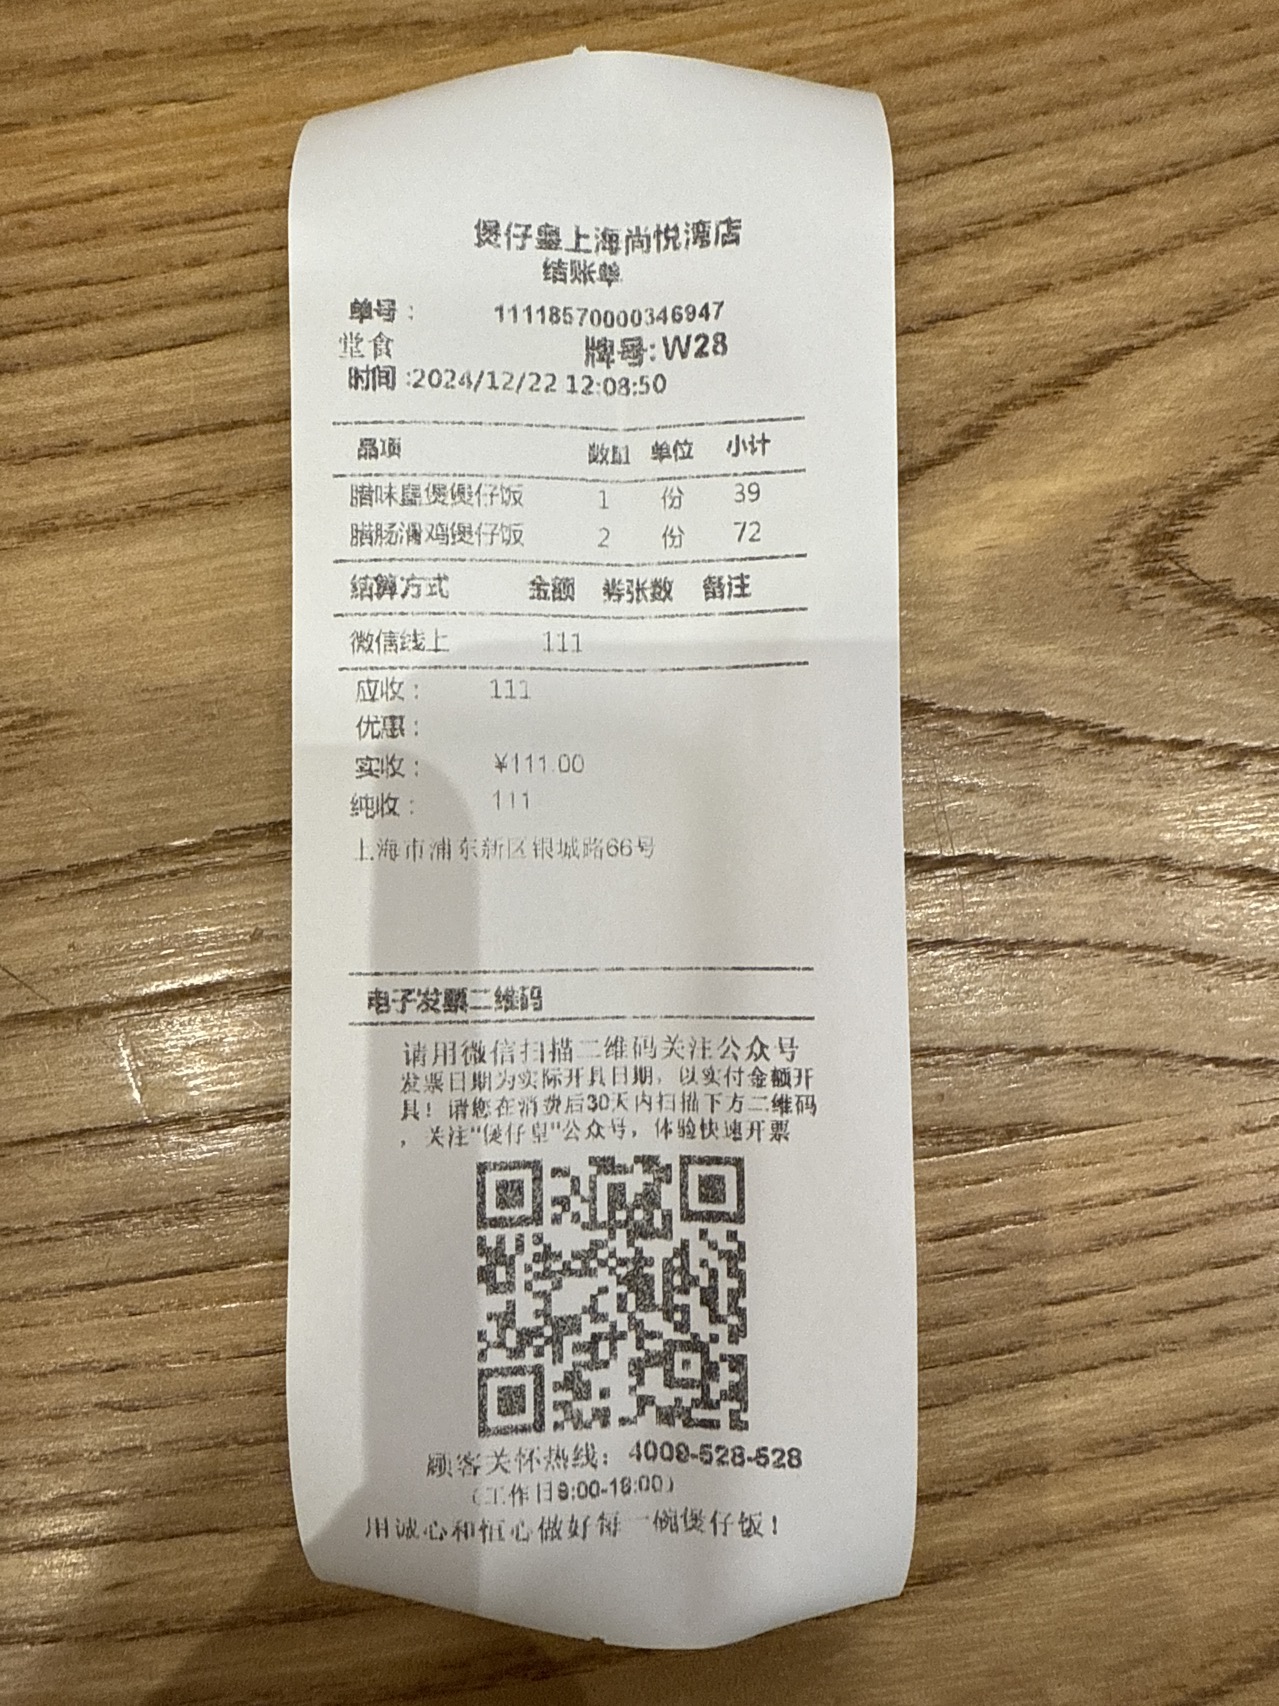 煲仔皇上海尚悦湾店
结账单
单号： 11118570000346947
堂食 牌号:W28
时间:2024/12/22 12:08:50
品项 数量 单位 小计
腊味皇煲煲仔饭 1 份 39
腊肠滑鸡煲仔饭 2 份 72
结算方式 金额 券张数 备注
微信线上 111
应收： 111
优惠：
实收： ¥111.00
纯收： 111
上海市浦东新区银城路66号
电子发票二维码
请用微信扫描二维码关注公众号
发票日期为实际开具日期，以实付金额开
具！请您在消费后30天内扫描下方二维码
，关注"煲仔皇"公众号，体验快速开票
顾客关怀热线：4009-528-528
（工作日9:00-18:00）
用诚心和恒心做好每一碗煲仔饭！